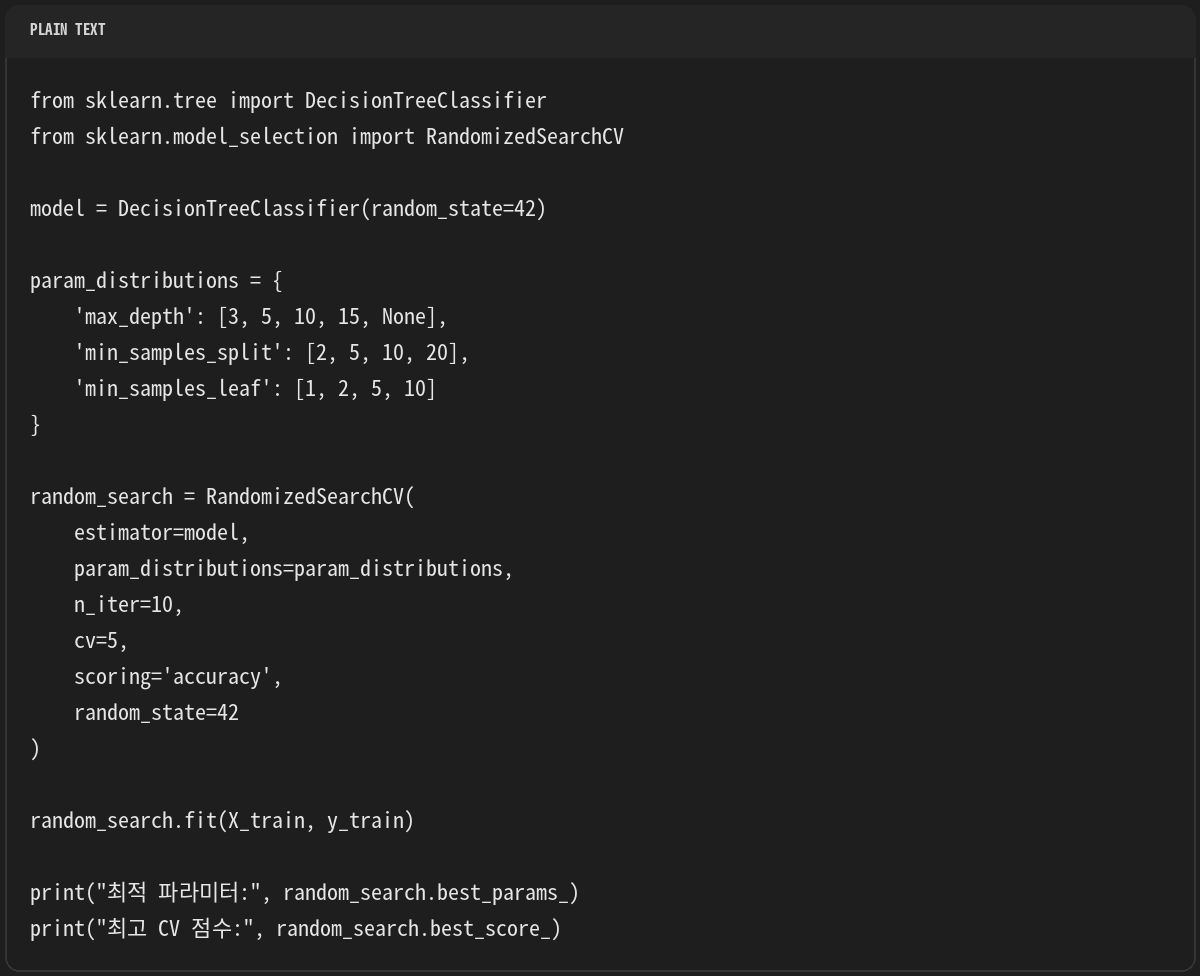 PLAIN TEXT
from sklearn.tree import DecisionTreeClassifier
from sklearn.model_selection import RandomizedSearchCV
model = DecisionTreeClassifier(random_state=42)
param_distributions = {
    'max_depth': [3, 5, 10, 15, None],
    'min_samples_split': [2, 5, 10, 20],
    'min_samples_leaf': [1, 2, 5, 10]
}
random_search = RandomizedSearchCV(
    estimator=model,
    param_distributions=param_distributions,
    n_iter=10,
    cv=5,
    scoring='accuracy',
    random_state=42
)
random_search.fit(X_train, y_train)
print("최적 파라미터:", random_search.best_params_)
print("최고 CV 점수:", random_search.best_score_)